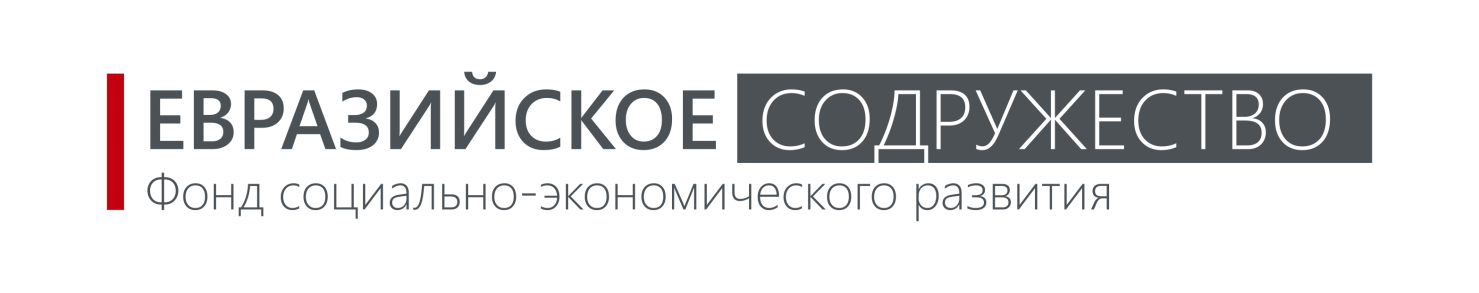 ЕВРАЗИЙСКОЕ СОДРУЖЕСТВО
Фонд социально-экономического развития